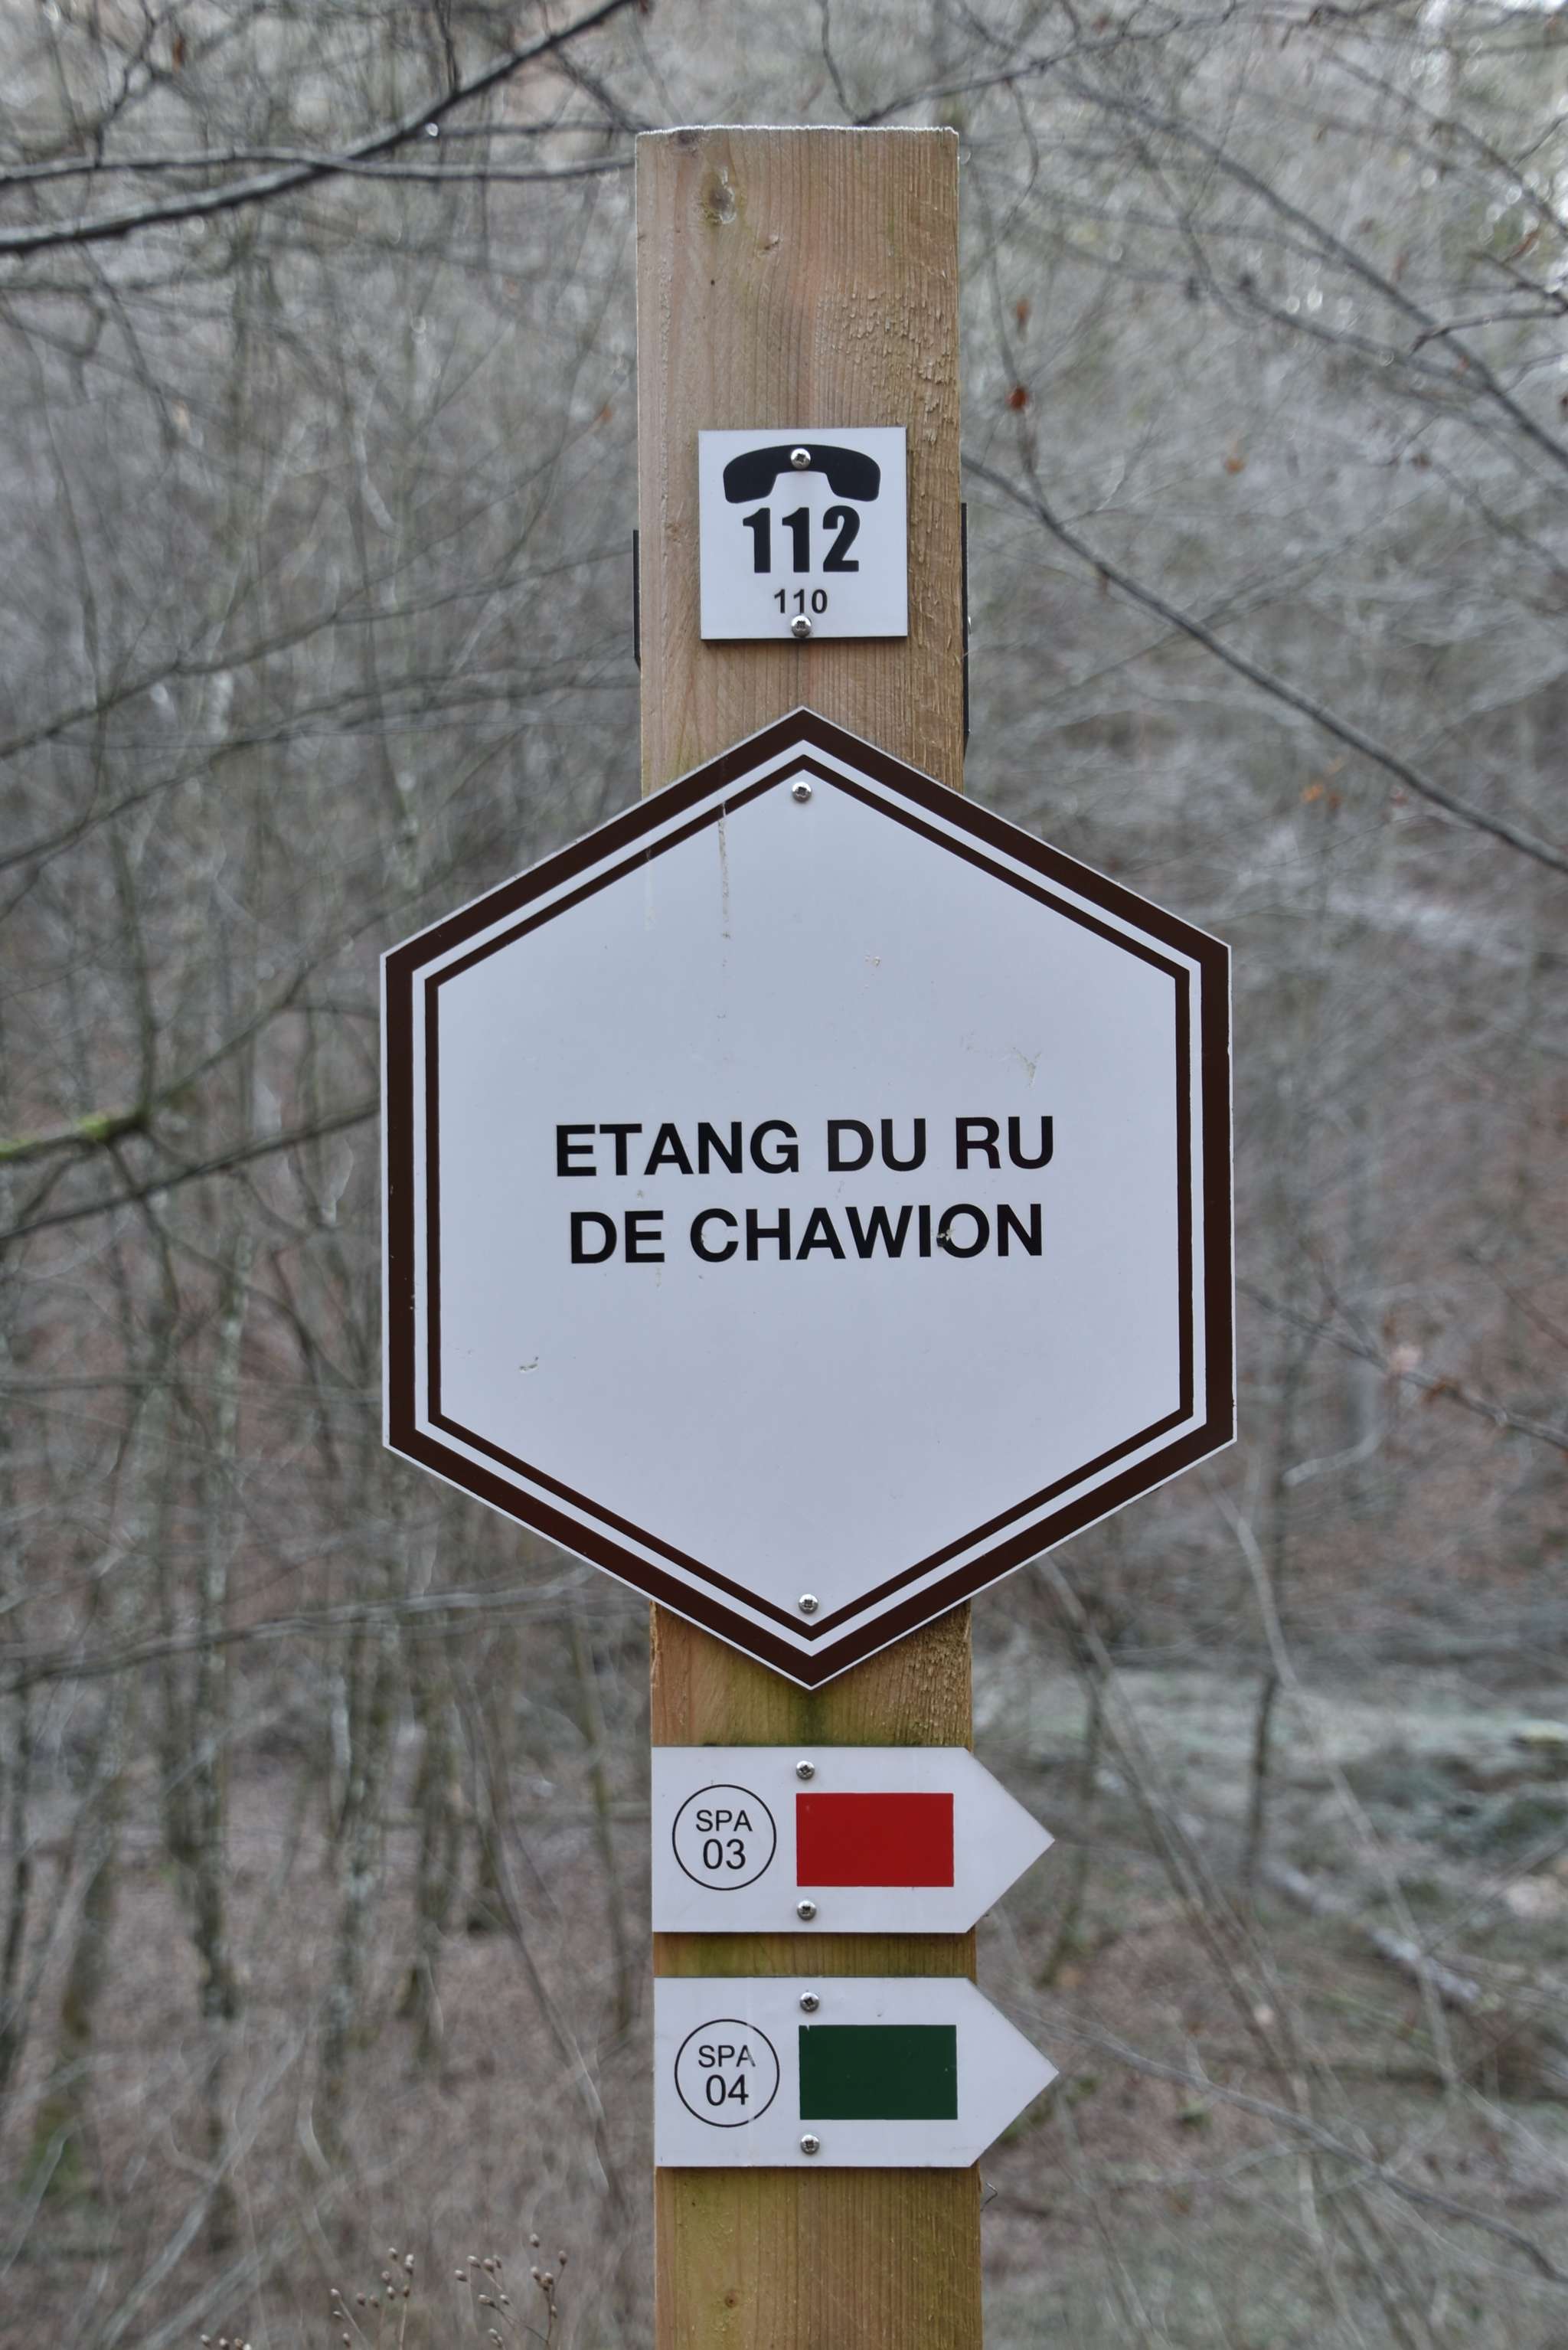 112
110
ETANG DU RU
DE CHAWION
SPA
03
SPA
04